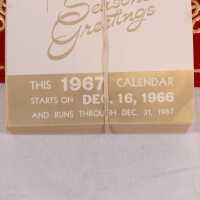 Season's
Greetings
THIS 1967 CALENDAR
STARTS ON DEC. 16, 1966
AND RUNS THROUGH DEC. 31, 1967